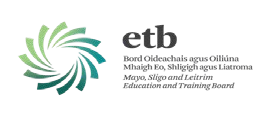 etb
Bord Oideachais agus Oiliúna
Mhaigh Eo, Shligigh agus Liatroma
Mayo, Sligo and Leitrim
Education and Training Board